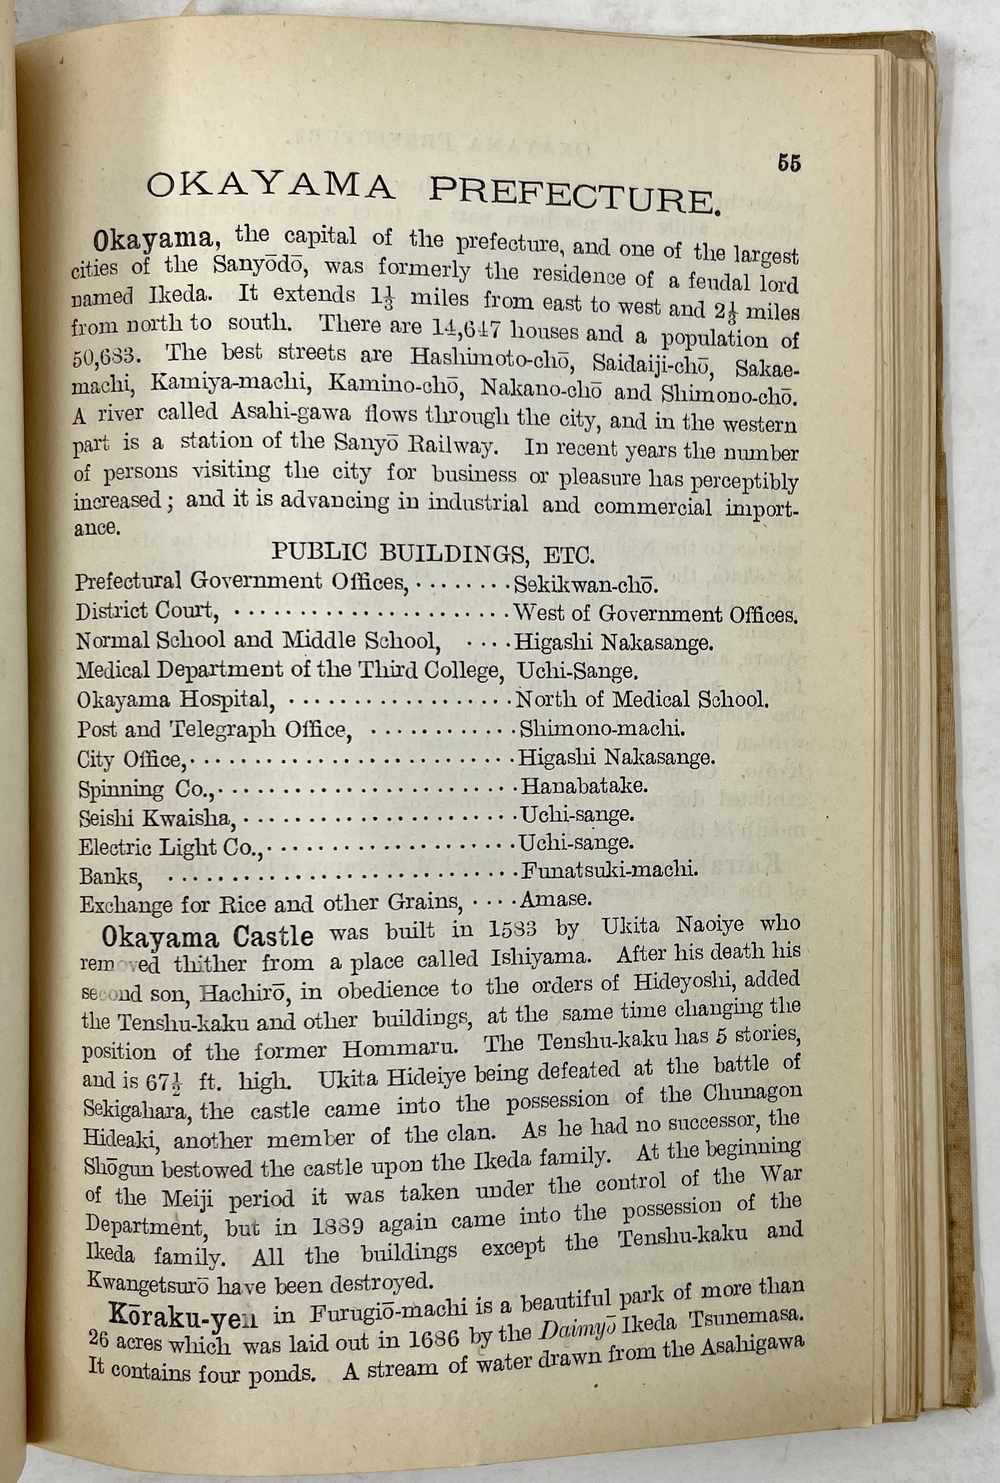 55
OKAYAMA PREFECTURE.
Okayama, the capital of the prefecture, and one of the largest
cities of the Sanyōdō, was formerly the residence of a feudal lord
named Ikeda. It extends 1⅓ miles from east to west and 2⅓ miles
from north to south. There are 14,647 houses and a population of
50,683. The best streets are Hashimoto-chō, Saidaiji-chō, Sakae-
machi, Kamiya-machi, Kamino-chō, Nakano-chō and Shimono-chō.
A river called Asahi-gawa flows through the city, and in the western
part is a station of the Sanyō Railway. In recent years the number
of persons visiting the city for business or pleasure has perceptibly
increased; and it is advancing in industrial and commercial import-
ance.
PUBLIC BUILDINGS, ETC.
Prefectural Government Offices, ........ Sekikwan-chō.
District Court, ...................... West of Government Offices.
Normal School and Middle School, .... Higashi Nakasange.
Medical Department of the Third College, Uchi-Sange.
Okayama Hospital, .................. North of Medical School.
Post and Telegraph Office, ............ Shimono-machi.
City Office, .......................... Higashi Nakasange.
Spinning Co., ........................ Hanabatake.
Seishi Kwaisha, ...................... Uchi-sange.
Electric Light Co., .................... Uchi-sange.
Banks, ............................ Funatsuki-machi.
Exchange for Rice and other Grains, .... Amase.
Okayama Castle was built in 1583 by Ukita Naoiye who
removed thither from a place called Ishiyama. After his death his
second son, Hachirō, in obedience to the orders of Hideyoshi, added
the Tenshu-kaku and other buildings, at the same time changing the
position of the former Hommaru. The Tenshu-kaku has 5 stories,
and is 67½ ft. high. Ukita Hideiye being defeated at the battle of
Sekigahara, the castle came into the possession of the Chunagon
Hideaki, another member of the clan. As he had no successor, the
Shōgun bestowed the castle upon the Ikeda family. At the beginning
of the Meiji period it was taken under the control of the War
Department, but in 1889 again came into the possession of the
Ikeda family. All the buildings except the Tenshu-kaku and
Kwangetsurō have been destroyed.
Kōraku-yen in Furugiō-machi is a beautiful park of more than
26 acres which was laid out in 1686 by the Daimyō Ikeda Tsunemasa.
It contains four ponds. A stream of water drawn from the Asahigawa